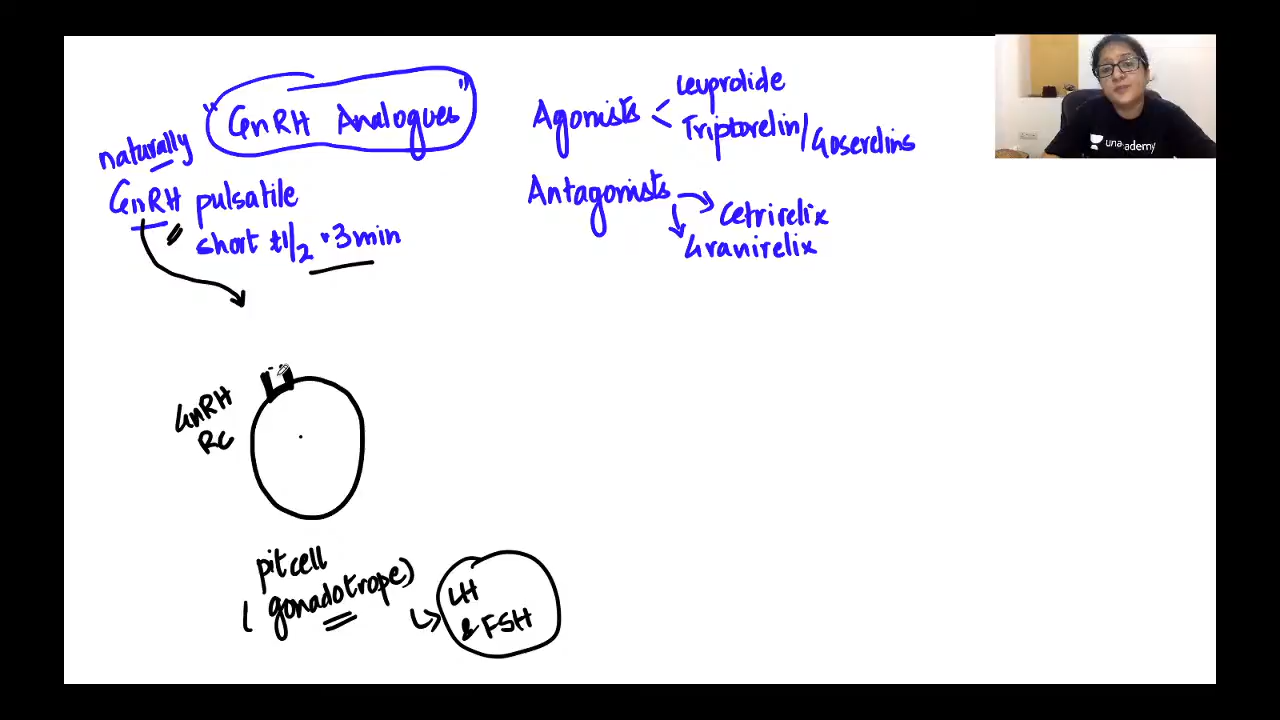 "GnRH Analogues"
naturally
GnRH pulsatile
short t1/2 ~3min
Agonists < Leuprolide
Triptorelin/Goserelins
Antagonists → Cetrirelix
↓ Granirelix
GnRH
RC
pit cell
( gonadotrope)
↳ LH
& FSH
unacademy